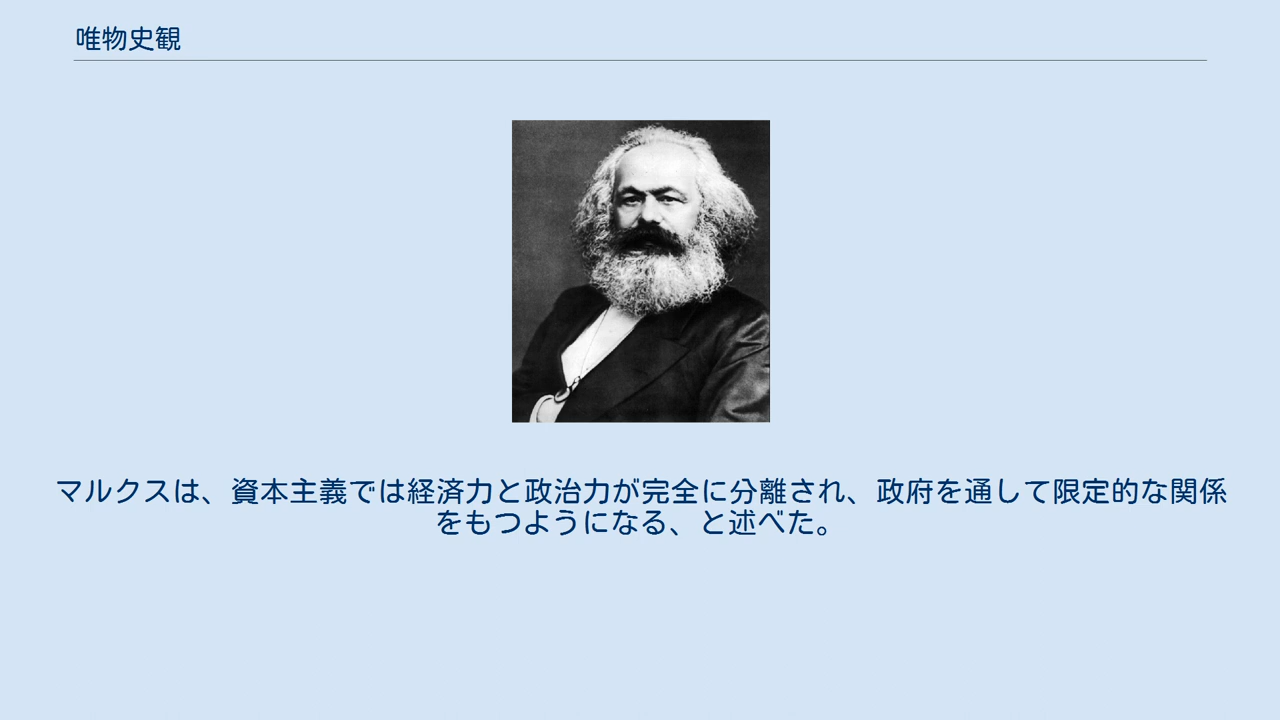 唯物史観
マルクスは、資本主義では経済力と政治力が完全に分離され、政府を通して限定的な関係
をもつようになる、と述べた。